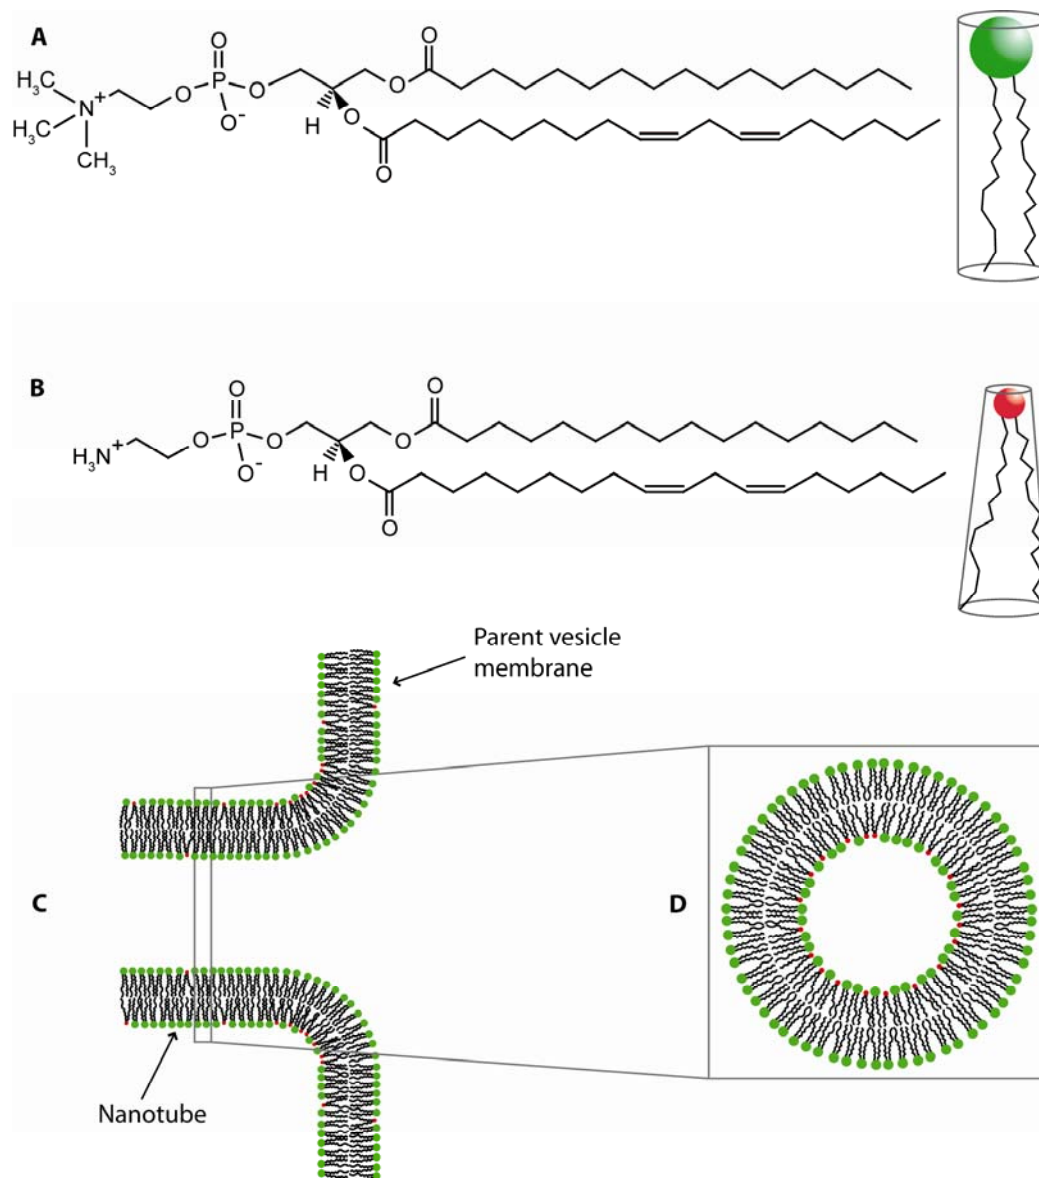 A
O
O
H₃C
O
P
O
O
N⁺
O⁻
H
O
H₃C
CH₃
O
B
O
O
O
P
O
O
H₃N⁺
O⁻
H
O
O
Parent vesicle
membrane
C
D
Nanotube